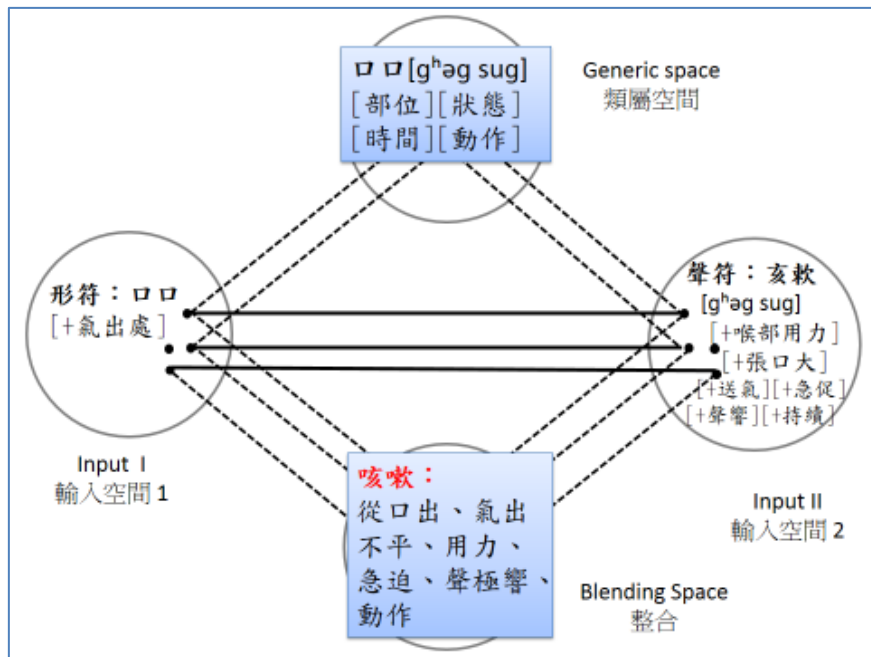 口口[gʰəg sug]
[部位][狀態]
[時間][動作]
Generic space
類屬空間
形符：口口
[+氣出處]
Input I
輸入空間 1
聲符：亥軟
[gʰəg sug]
[+喉部用力]
[+張口大]
[+送氣][+急促]
[+聲響][+持續]
Input II
輸入空間 2
咳嗽：
從口出、氣出
不平、用力、
急迫、聲極響、
動作
Blending Space
整合